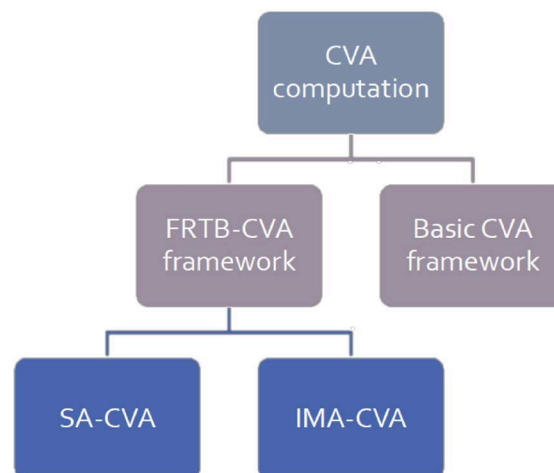 CVA
computation
FRTB-CVA
framework
Basic CVA
framework
SA-CVA
IMA-CVA